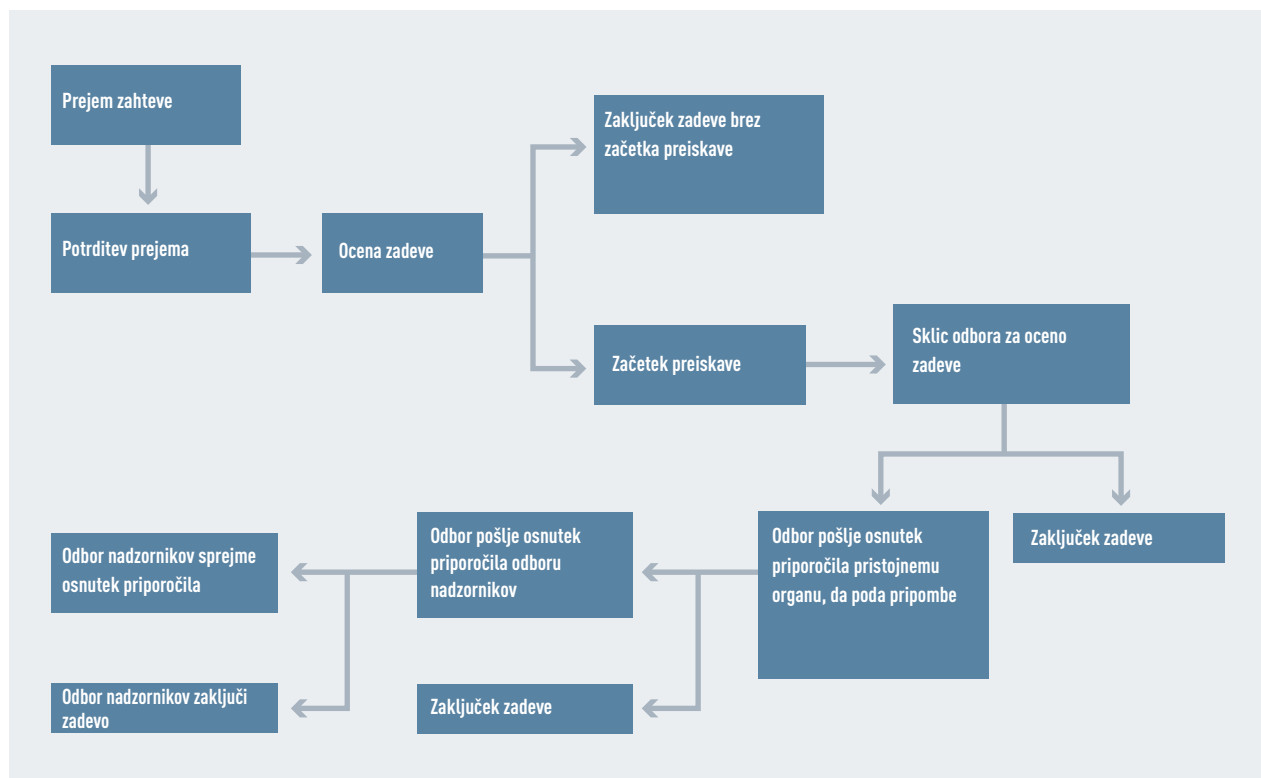 Prejem zahteve
Potrditev prejema
Ocena zadeve
Zaključek zadeve brez
začetka preiskave
Začetek preiskave
Sklic odbora za oceno
zadeve
Zaključek zadeve
Odbor pošlje osnutek
priporočila pristojnemu
organu, da poda pripombe
Odbor pošlje osnutek
priporočila odboru
nadzornikov
Zaključek zadeve
Odbor nadzornikov sprejme
osnutek priporočila
Odbor nadzornikov zaključi
zadevo